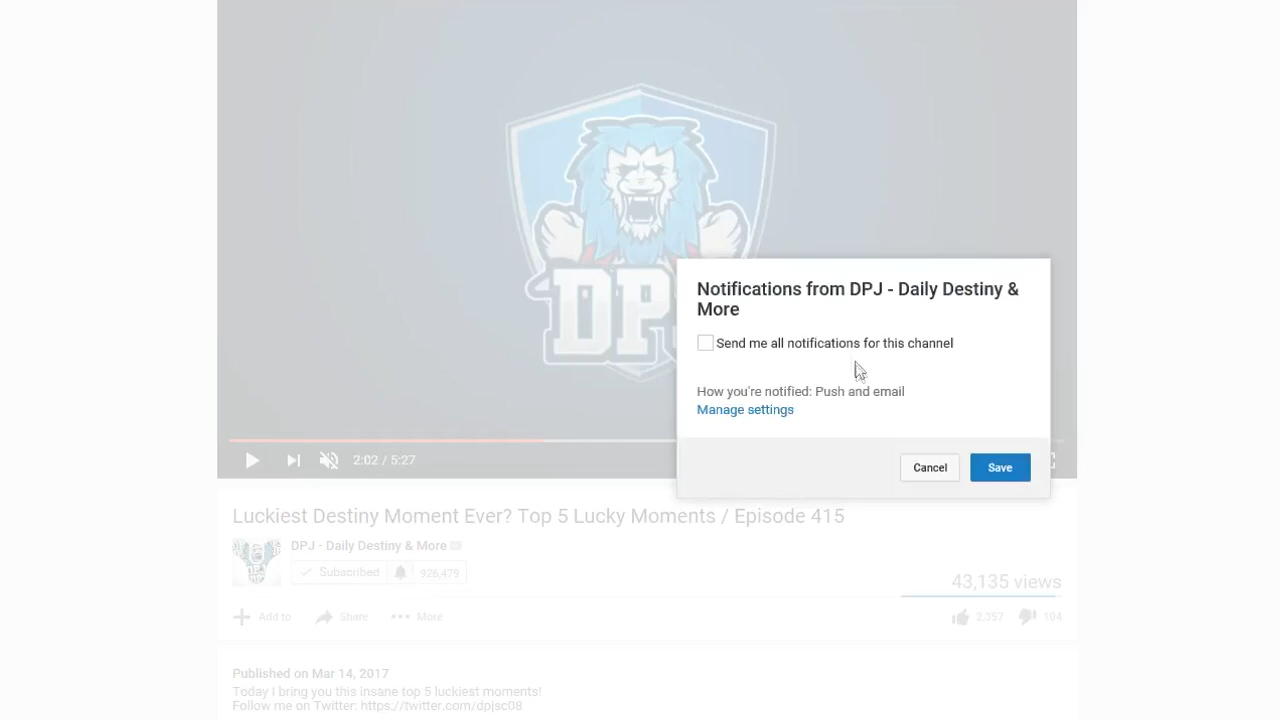 DPJ
Notifications from DPJ - Daily Destiny &
More
Send me all notifications for this channel
How you're notified: Push and email
Manage settings
Cancel
Save
2:02 / 5:27
Luckiest Destiny Moment Ever? Top 5 Lucky Moments / Episode 415
DPJ - Daily Destiny & More
Subscribed
926,479
43,135 views
Add to
Share
More
2,357
104
Published on Mar 14, 2017
Today I bring you this insane top 5 luckiest moments!
Follow me on Twitter: https://twitter.com/dpjsc08